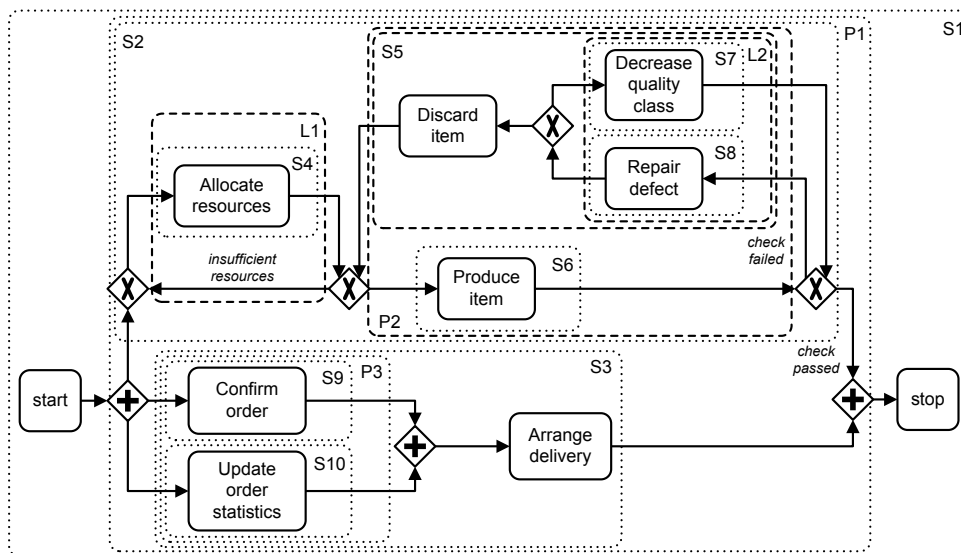 S1
P1
S2
S5
L2
S7
Decrease
quality
class
Discard
item
L1
S4
Allocate
resources
S8
Repair
defect
insufficient
resources
check
failed
S6
Produce
item
P2
check
passed
S3
P3
S9
Confirm
order
start
stop
Arrange
delivery
S10
Update
order
statistics